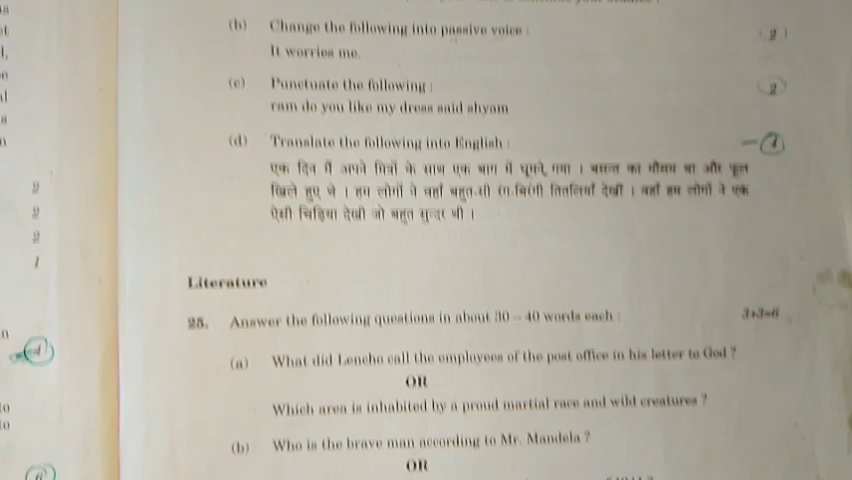 (b) Change the following into passive voice : (2)
It worries me.
(c) Punctuate the following : 2
ram do you like my dress said shyam
(d) Translate the following into English : 4
एक दिन मैं अपने मित्रों के साथ एक बाग में घूमने गया । बसन्त का मौसम था और फूल
खिले हुए थे । हम लोगों ने वहाँ बहुत-सी रंग-बिरंगी तितलियाँ देखीं । वहाँ हम लोगों ने एक
ऐसी चिड़िया देखी जो बहुत सुन्दर थी ।
2
2
2
4
Literature
25. Answer the following questions in about 30 – 40 words each : 3+3=6
(a) What did Lencho call the employees of the post office in his letter to God ?
OR
Which area is inhabited by a proud martial race and wild creatures ?
(b) Who is the brave man according to Mr. Mandela ?
OR